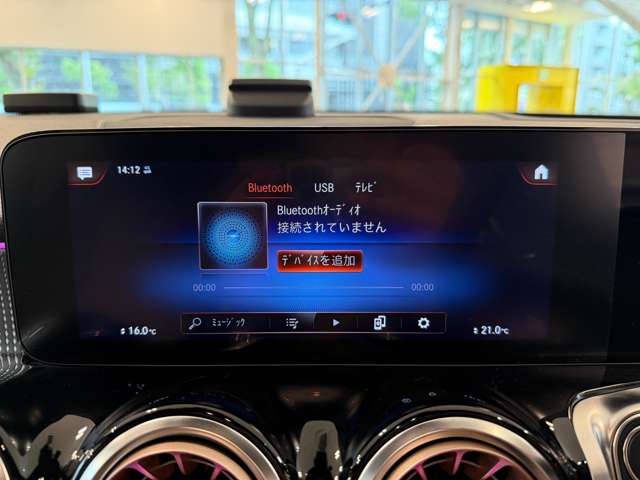 14:12
Bluetooth USB ﾃﾚﾋﾞ
Bluetoothｵｰﾃﾞｨｵ
接続されていません
ﾃﾞﾊﾞｲｽを追加
00:00 00:00
ﾐｭｰｼﾞｯｸ
16.0℃ 21.0℃